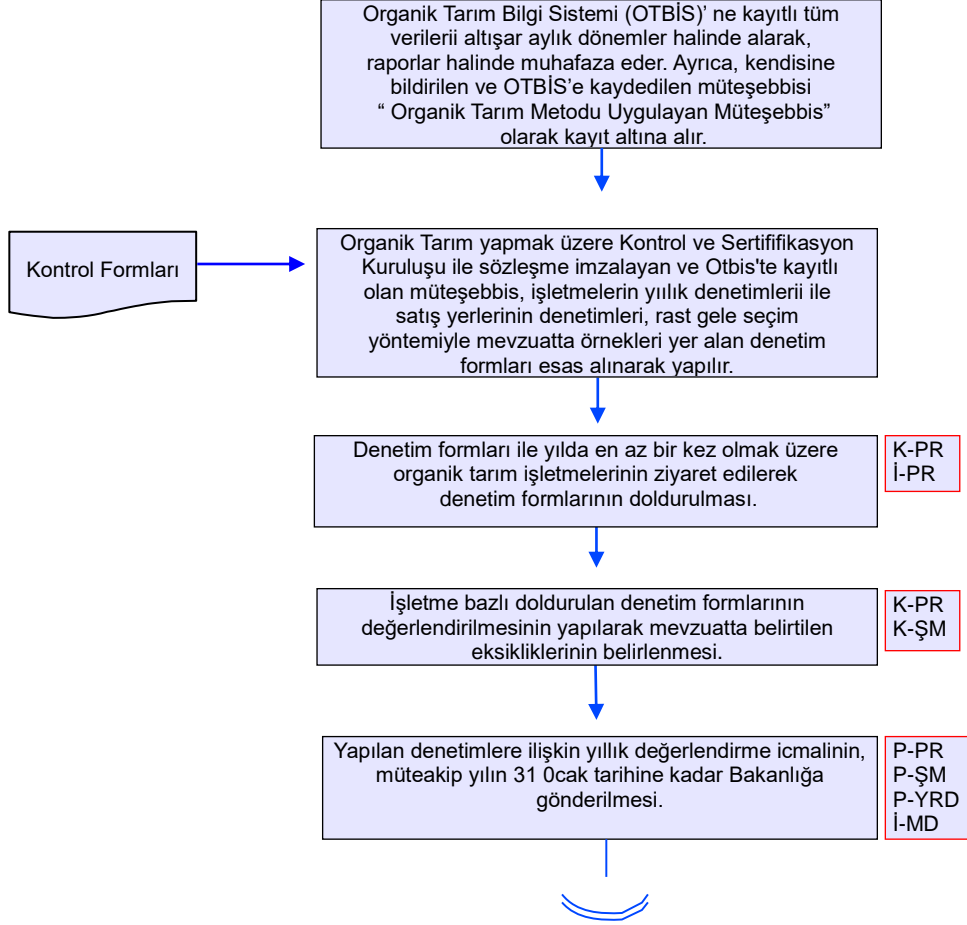 Organik Tarım Bilgi Sistemi (OTBİS)’ ne kayıtlı tüm
verilerii altışar aylık dönemler halinde alarak,
raporlar halinde muhafaza eder. Ayrıca, kendisine
bildirilen ve OTBİS’e kaydedilen müteşebbisi
“ Organik Tarım Metodu Uygulayan Müteşebbis”
olarak kayıt altına alır.
Kontrol Formları
Organik Tarım yapmak üzere Kontrol ve Sertififikasyon
Kuruluşu ile sözleşme imzalayan ve Otbis'te kayıtlı
olan müteşebbis, işletmelerin yıılık denetimlerii ile
satış yerlerinin denetimleri, rast gele seçim
yöntemiyle mevzuatta örnekleri yer alan denetim
formları esas alınarak yapılır.
Denetim formları ile yılda en az bir kez olmak üzere
organik tarım işletmelerinin ziyaret edilerek
denetim formlarının doldurulması.
K-PR
İ-PR
İşletme bazlı doldurulan denetim formlarının
değerlendirilmesinin yapılarak mevzuatta belirtilen
eksikliklerinin belirlenmesi.
K-PR
K-ŞM
Yapılan denetimlere ilişkin yıllık değerlendirme icmalinin,
müteakip yılın 31 0cak tarihine kadar Bakanlığa
gönderilmesi.
P-PR
P-ŞM
P-YRD
İ-MD